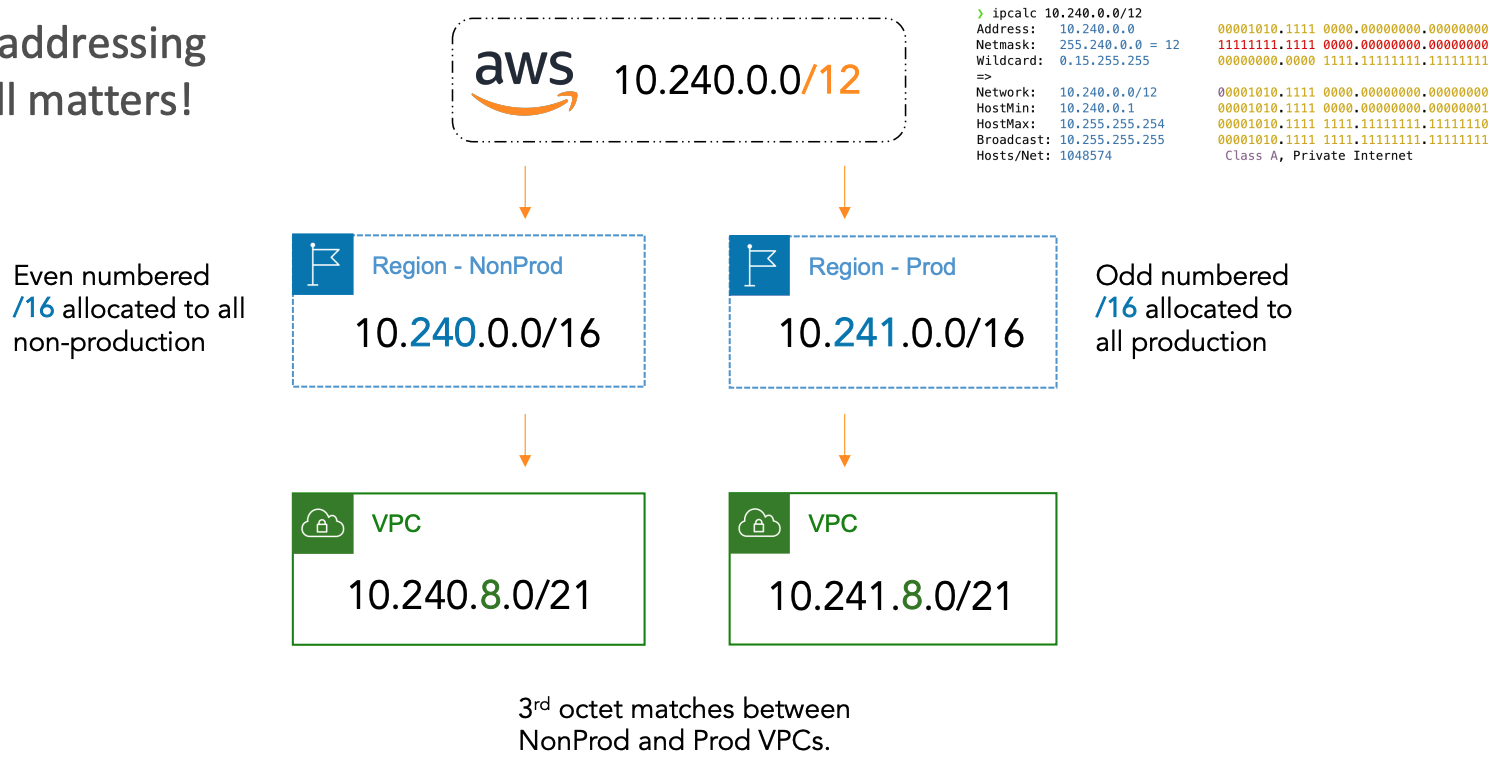 addressing
ll matters!
aws 10.240.0.0/12
❯ ipcalc 10.240.0.0/12
Address: 10.240.0.0 00001010.1111 0000.00000000.00000000
Netmask: 255.240.0.0 = 12 11111111.1111 0000.00000000.00000000
Wildcard: 0.15.255.255 00000000.0000 1111.11111111.11111111
=>
Network: 10.240.0.0/12 00001010.1111 0000.00000000.00000000
HostMin: 10.240.0.1 00001010.1111 0000.00000000.00000001
HostMax: 10.255.255.254 00001010.1111 1111.11111111.11111110
Broadcast: 10.255.255.255 00001010.1111 1111.11111111.11111111
Hosts/Net: 1048574 Class A, Private Internet
Even numbered
/16 allocated to all
non-production
Region - NonProd
10.240.0.0/16
Region - Prod
10.241.0.0/16
Odd numbered
/16 allocated to
all production
VPC
10.240.8.0/21
VPC
10.241.8.0/21
3rd octet matches between
NonProd and Prod VPCs.